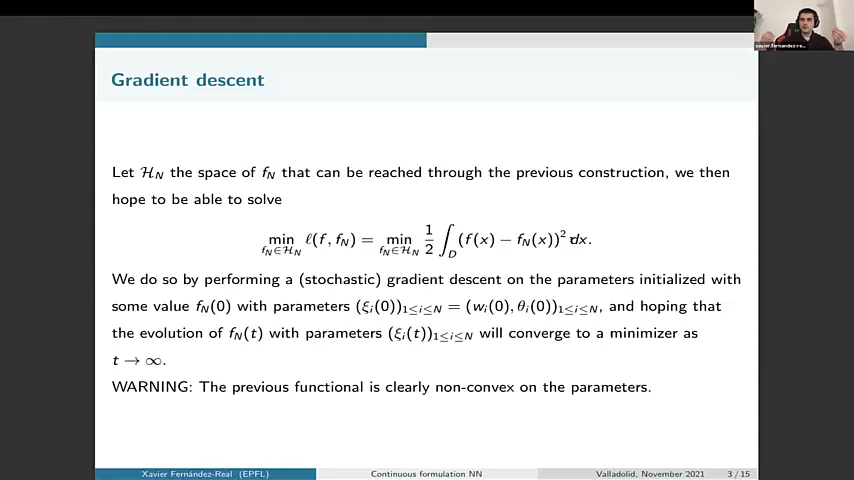 xavier.fernandez-re...
Gradient descent
Let ℋ_N the space of f_N that can be reached through the previous construction, we then
hope to be able to solve
min_{f_N∈ℋ_N} ℓ(f, f_N) = min_{f_N∈ℋ_N} 1/2 ∫_D (f(x) − f_N(x))² dx.
We do so by performing a (stochastic) gradient descent on the parameters initialized with
some value f_N(0) with parameters (ξ_i(0))_{1≤i≤N} = (w_i(0), θ_i(0))_{1≤i≤N}, and hoping that
the evolution of f_N(t) with parameters (ξ_i(t))_{1≤i≤N} will converge to a minimizer as
t → ∞.
WARNING: The previous functional is clearly non-convex on the parameters.
Xavier Fernández-Real (EPFL) Continuous formulation NN Valladolid, November 2021 3 / 15